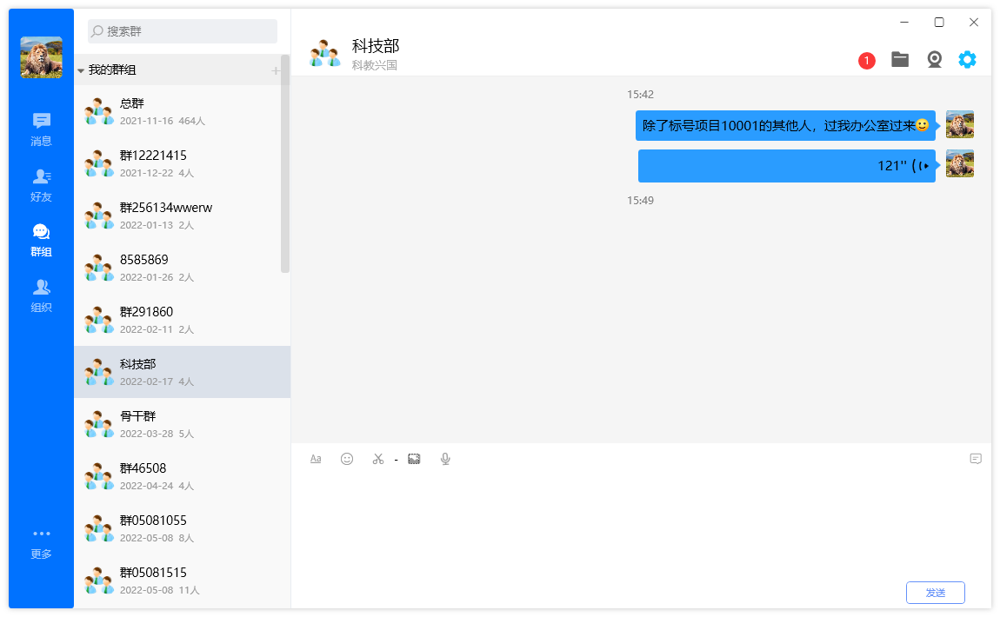 搜索群
我的群组
+
总群
2021-11-16 464人
群12221415
2021-12-22 4人
群256134wwerw
2022-01-13 2人
8585869
2022-01-26 2人
群291860
2022-02-11 2人
科技部
2022-02-17 4人
骨干群
2022-03-28 5人
群46508
2022-04-24 4人
群05081055
2022-05-08 8人
群05081515
2022-05-08 11人
消息
好友
群组
组织
更多
科技部
科教兴国
1
15:42
除了标号项目10001的其他人，过我办公室过来🙂
121''
15:49
Aa
发送